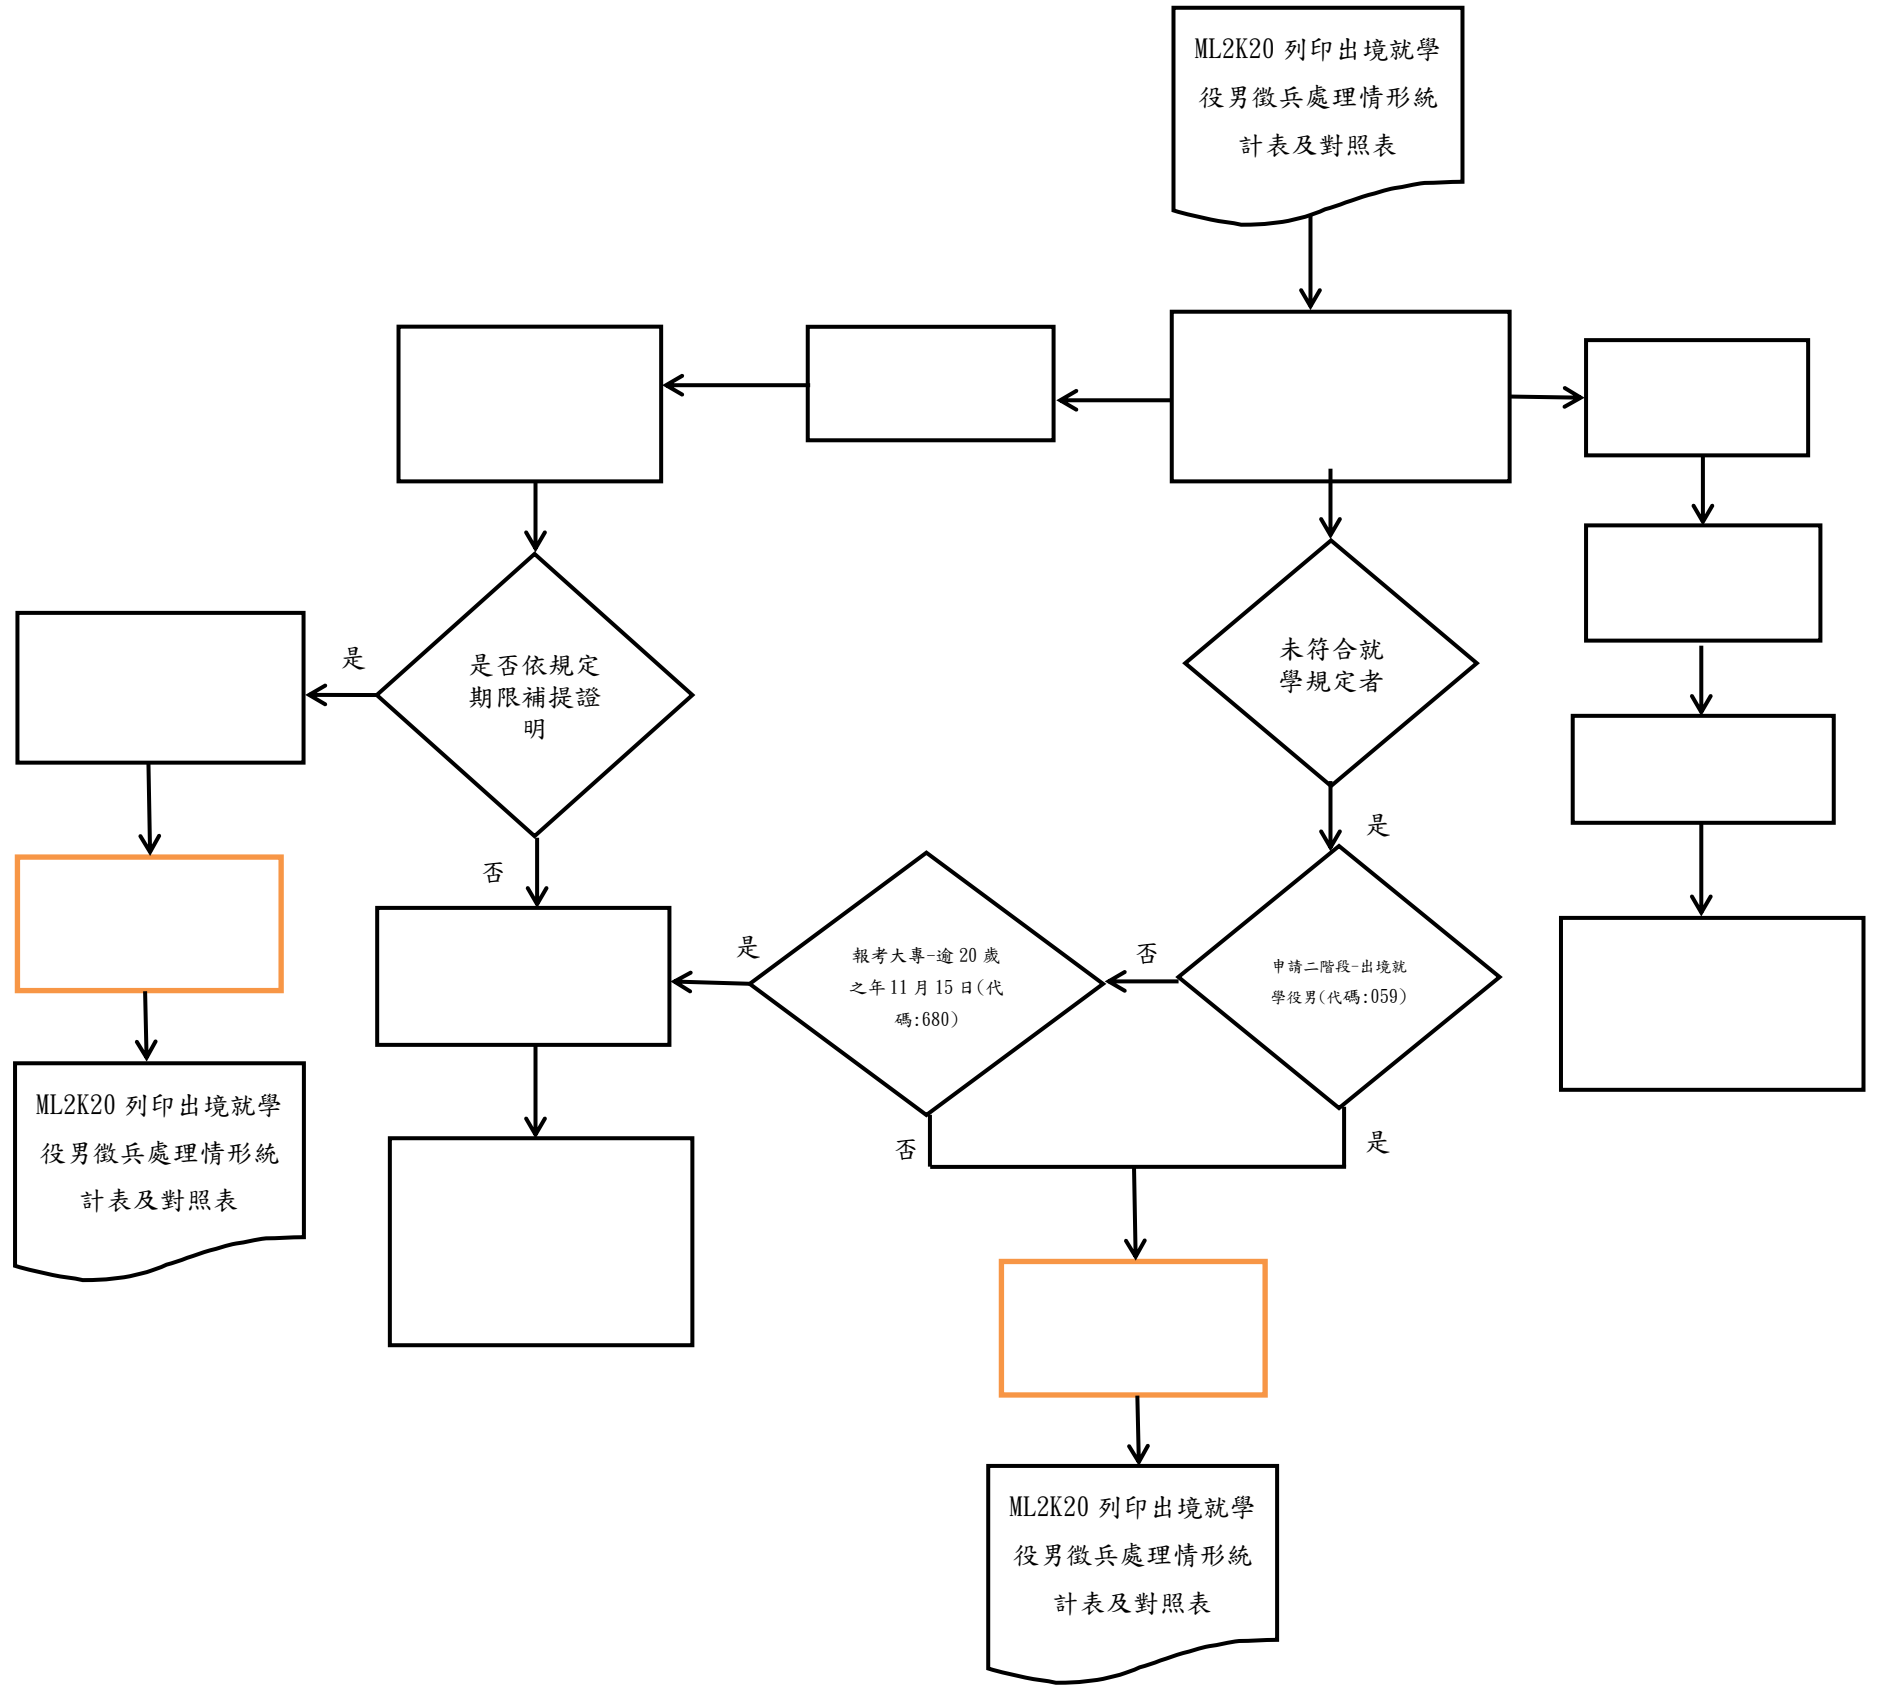 ML2K20 列印出境就學
役男徵兵處理情形統
計表及對照表
是
是否依規定
期限補提證
明
未符合就
學規定者
是
否
是
報考大專-逾 20 歲
之年 11 月 15 日(代
碼:680)
否
申請二階段-出境就
學役男(代碼:059)
ML2K20 列印出境就學
役男徵兵處理情形統
計表及對照表
否
是
ML2K20 列印出境就學
役男徵兵處理情形統
計表及對照表